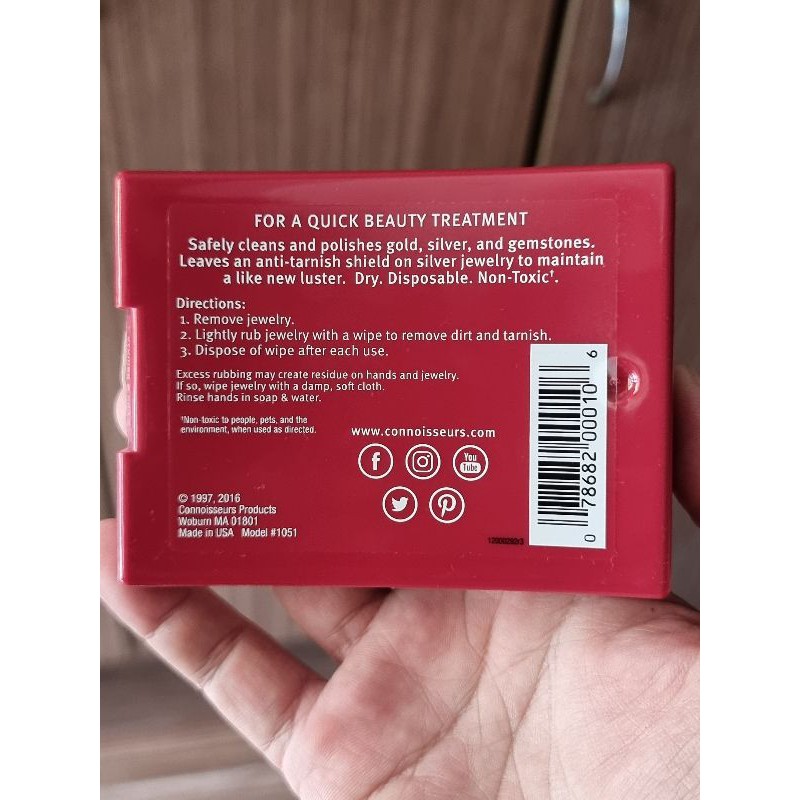 FOR A QUICK BEAUTY TREATMENT
Safely cleans and polishes gold, silver, and gemstones.
Leaves an anti-tarnish shield on silver jewelry to maintain
a like new luster. Dry. Disposable. Non-Toxic†.
Directions:
1. Remove jewelry.
2. Lightly rub jewelry with a wipe to remove dirt and tarnish.
3. Dispose of wipe after each use.
Excess rubbing may create residue on hands and jewelry.
If so, wipe jewelry with a damp, soft cloth.
Rinse hands in soap & water.
†Non-toxic to people, pets, and the
environment, when used as directed.
www.connoisseurs.com
You
Tube
© 1997, 2016
Connoisseurs Products
Woburn MA 01801
Made in USA Model #1051
0 78682 00010 6